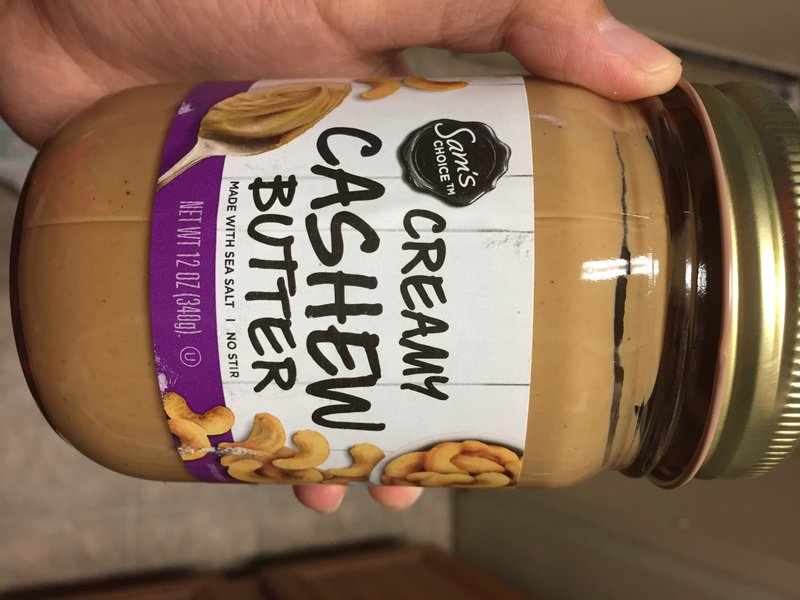 Sam's
CHOICE™
CREAMY
CASHEW
BUTTER
MADE WITH SEA SALT | NO STIR
NET WT 12 OZ (340g)
U